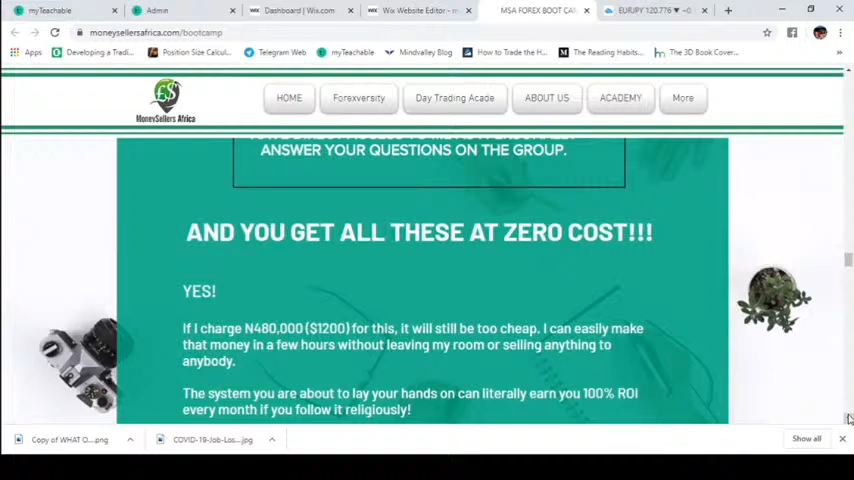 myTeachable
Admin
Dashboard | Wix.com
Wix Website Editor - m
MSA FOREX BOOT CA
EURJPY 120.776 ▼ −0
moneysellersafrica.com/bootcamp
Apps
Developing a Tradi...
Position Size Calcul...
Telegram Web
myTeachable
Mindvalley Blog
How to Trade the H...
The Reading Habits...
The 3D Book Cover...
MoneySellers Africa
HOME
Forexversity
Day Trading Acade
ABOUT US
ACADEMY
More
ANSWER YOUR QUESTIONS ON THE GROUP.
AND YOU GET ALL THESE AT ZERO COST!!!
YES!
If I charge N480,000 ($1200) for this, it will still be too cheap. I can easily make
that money in a few hours without leaving my room or selling anything to
anybody.
The system you are about to lay your hands on can literally earn you 100% ROI
every month if you follow it religiously!
Copy of WHAT O....png
COVID-19-Job-Los....jpg
Show all